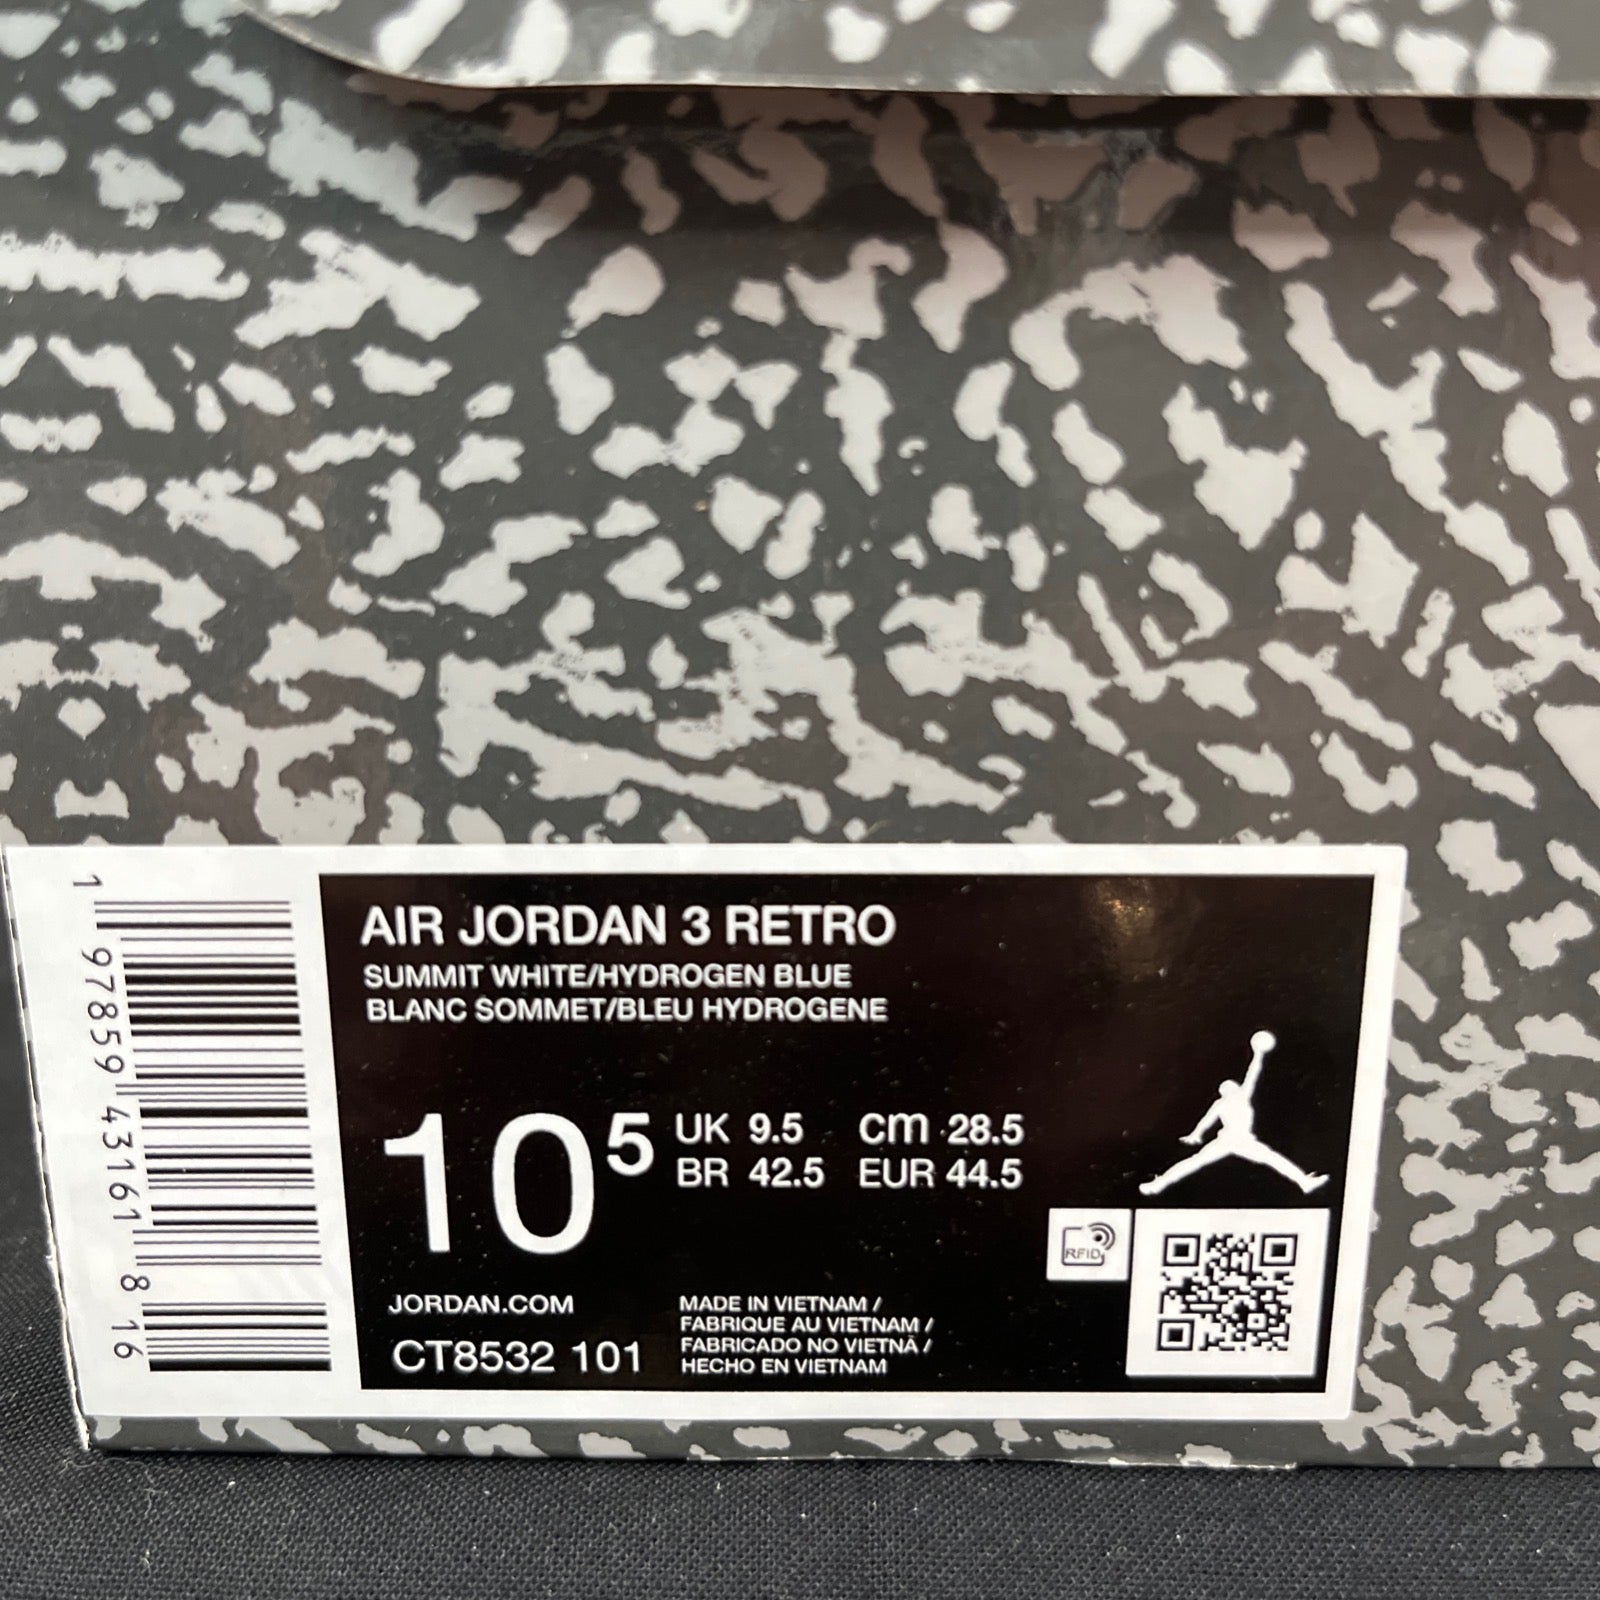 AIR JORDAN 3 RETRO
SUMMIT WHITE/HYDROGEN BLUE
BLANC SOMMET/BLEU HYDROGENE
10⁵
UK 9.5 cm 28.5
BR 42.5 EUR 44.5
RFID
JORDAN.COM
CT8532 101
MADE IN VIETNAM /
FABRIQUE AU VIETNAM /
FABRICADO NO VIETNÃ /
HECHO EN VIETNAM
1 97859 43161 8 16